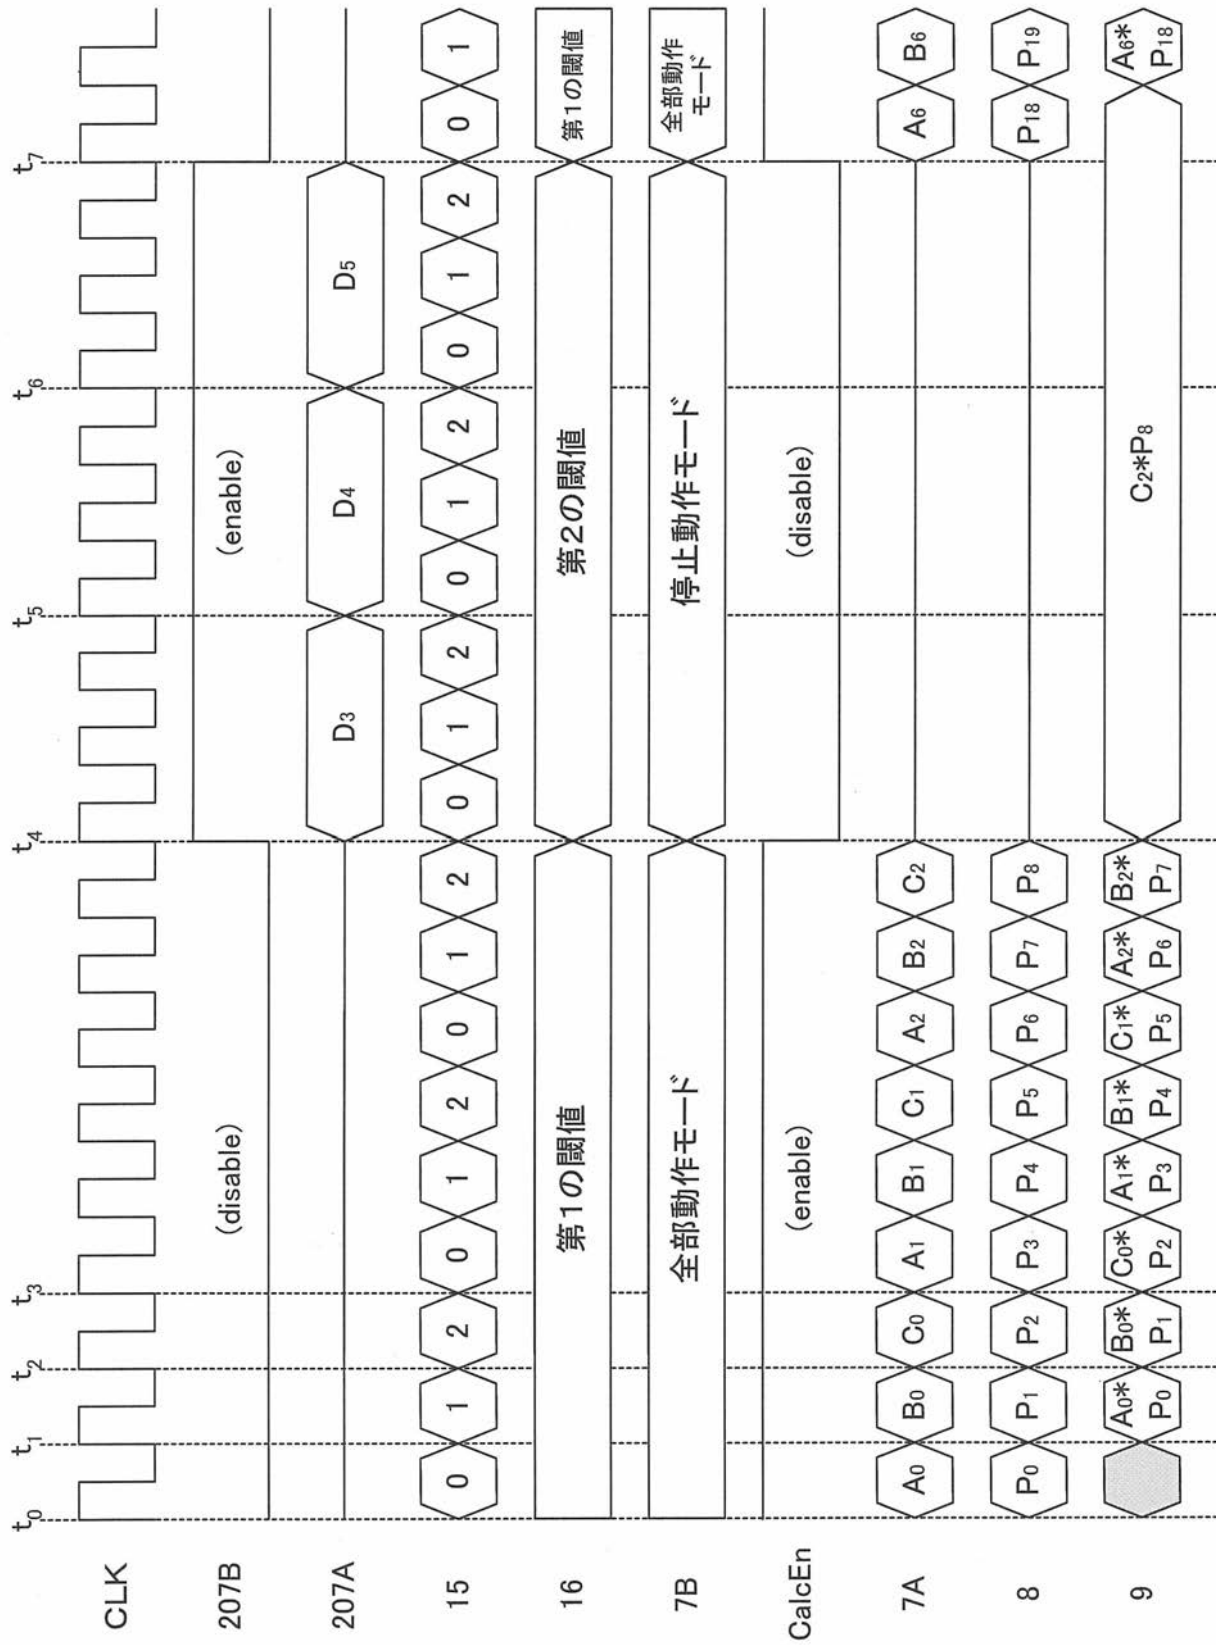 t0 t1 t2 t3 t4 t5 t6 t7
CLK
207B (disable) (enable)
207A D3 D4 D5
15 0 1 2 0 1 2 0 1 2 0 1 2 0 1 2 0 1 2 0 1
16 第1の閾値 第2の閾値 第1の閾値
7B 全部動作モード 停止動作モード 全部動作
モード
CalcEn (enable) (disable)
7A A0 B0 C0 A1 B1 C1 A2 B2 C2 A6 B6
8 P0 P1 P2 P3 P4 P5 P6 P7 P8 P18 P19
9 A0* B0* C0* A1* B1* C1* A2* B2* C2*P8 A6*
P0 P1 P2 P3 P4 P5 P6 P7 P18